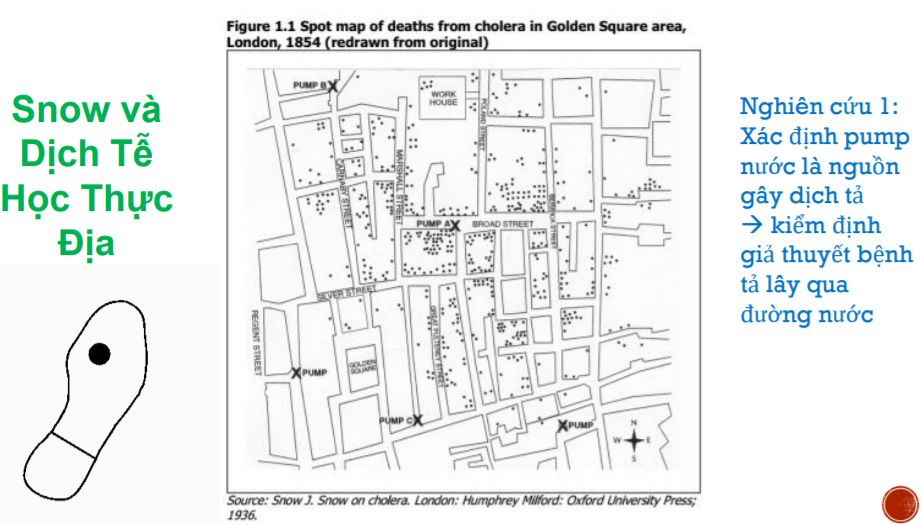 Snow và
Dịch Tễ
Học Thực
Địa
Figure 1.1 Spot map of deaths from cholera in Golden Square area,
London, 1854 (redrawn from original)
PUMP B
WORK
HOUSE
POLAND STREET
CARNABY STREET
MARSHALL STREET
BERWICK STREET
PUMP A
BROAD STREET
SILVER STREET
REGENT STREET
GREAT PULTENEY STREET
GOLDEN
SQUARE
PUMP
PUMP C
PUMP
N
W
E
S
Source: Snow J. Snow on cholera. London: Humphrey Milford: Oxford University Press;
1936.
Nghiên cứu 1:
Xác định pump
nước là nguồn
gây dịch tả
→ kiểm định
giả thuyết bệnh
tả lây qua
đường nước